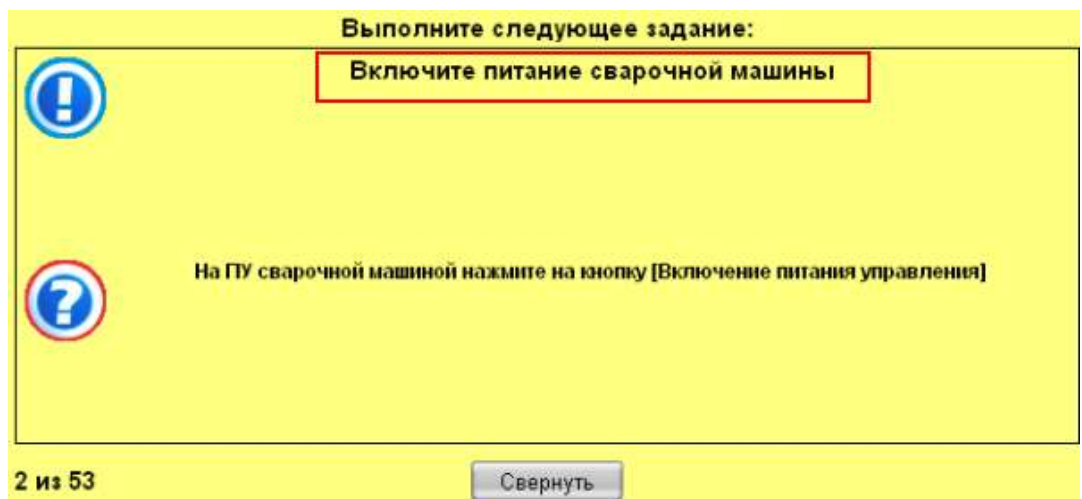 Выполните следующее задание:
Включите питание сварочной машины
На ПУ сварочной машиной нажмите на кнопку [Включение питания управления]
2 из 53
Свернуть